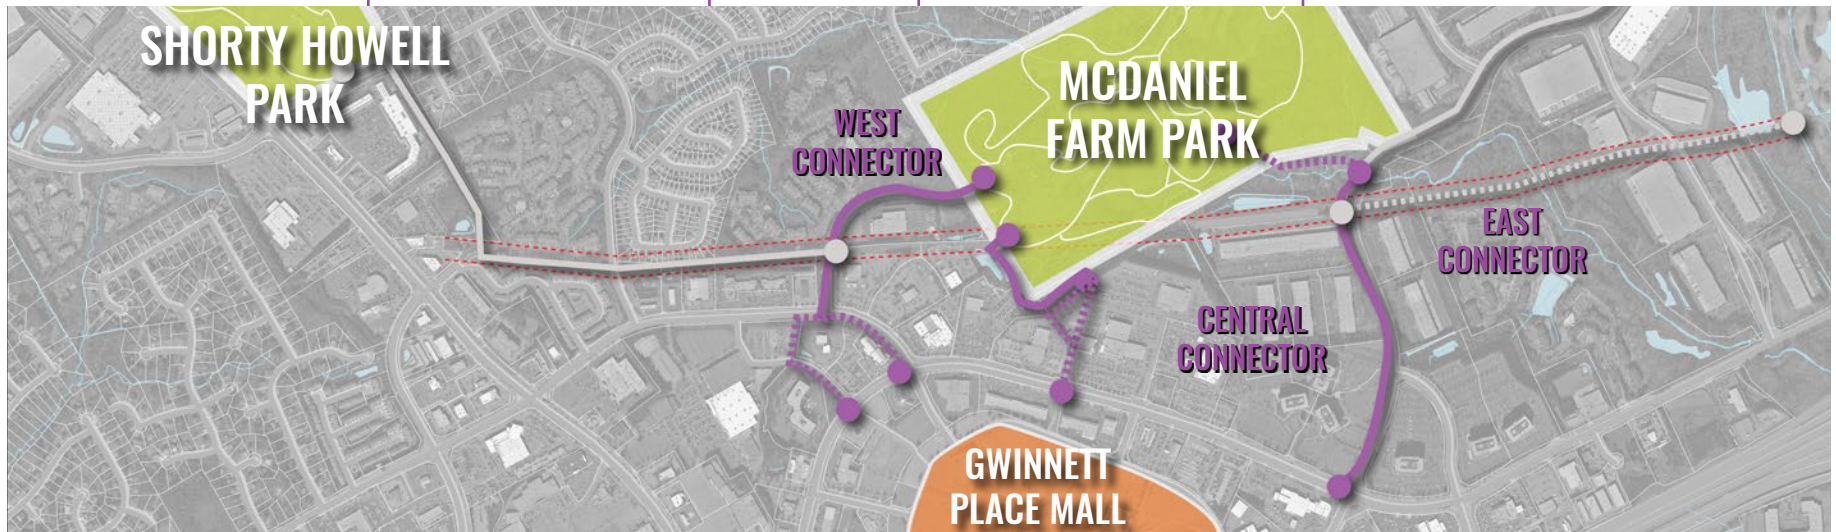 SHORTY HOWELL
PARK
WEST
CONNECTOR
MCDANIEL
FARM PARK
EAST
CONNECTOR
CENTRAL
CONNECTOR
GWINNETT
PLACE MALL